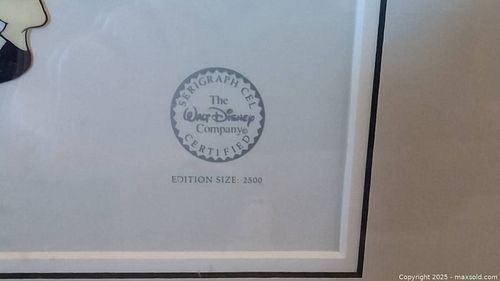 SERIGRAPH CEL
The
Walt Disney
Company©
CERTIFIED
EDITION SIZE: 2500
Copyright © 2025 - maxsold.com